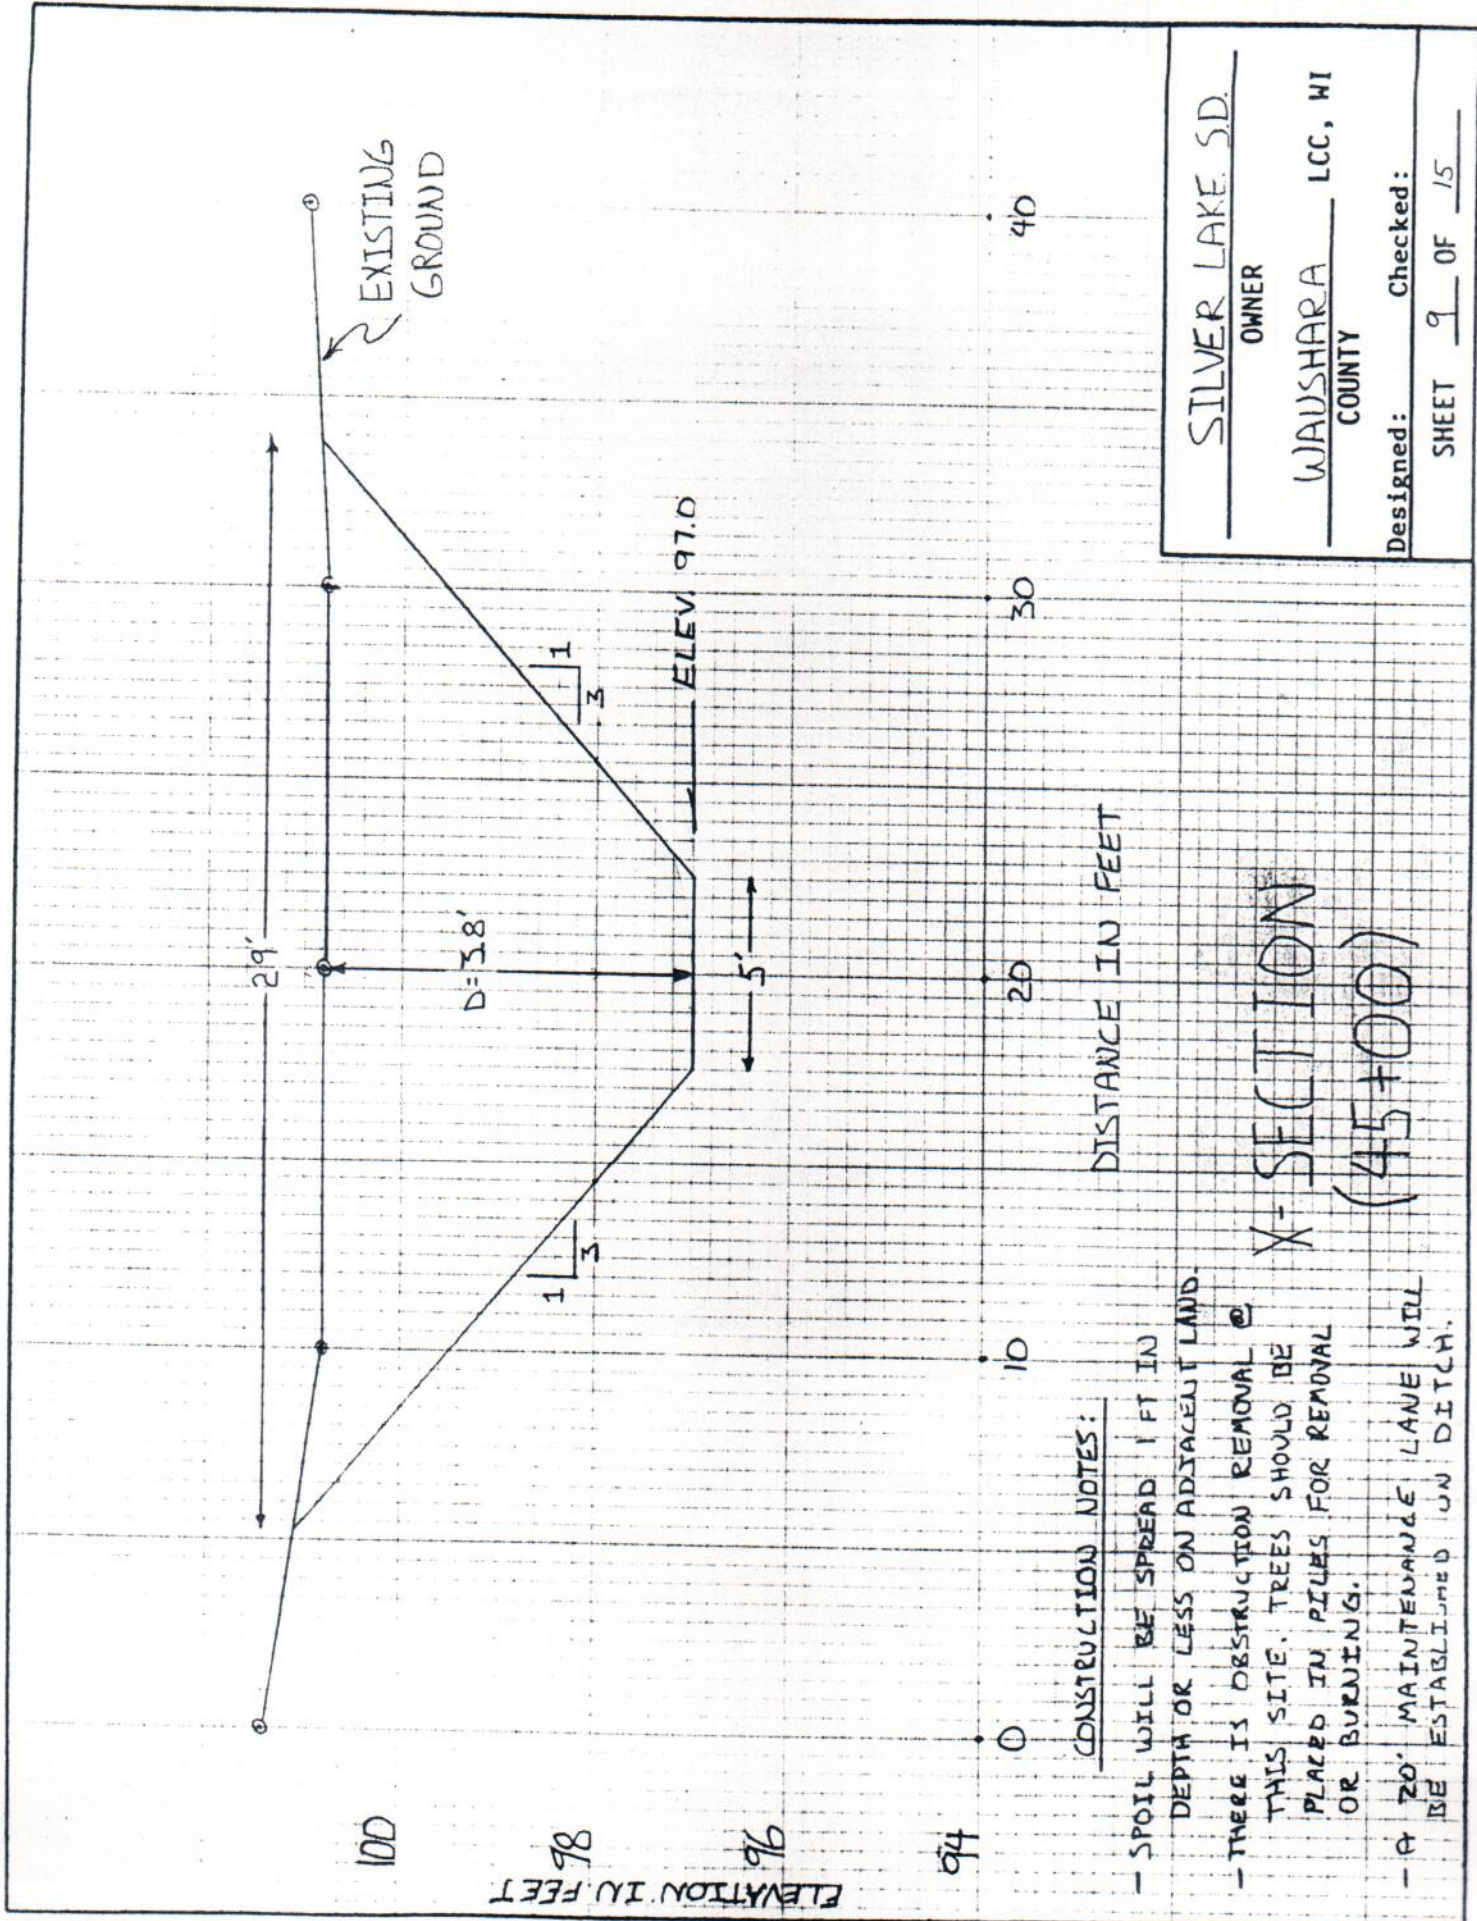 29'
EXISTING
GROUND
D=3.8'
1
3
1
3
ELEV. 97.0
5'
ELEVATION IN FEET
100
98
96
94
0
10
20
30
40
DISTANCE IN FEET
CONSTRUCTION NOTES:
- SPOIL WILL BE SPREAD 1 FT IN
DEPTH OR LESS ON ADJACENT LAND.
- THERE IS OBSTRUCTION REMOVAL @
THIS SITE. TREES SHOULD BE
PLACED IN PILES FOR REMOVAL
OR BURNING.
- A 20' MAINTENANCE LANE WILL
BE ESTABLISHED ON DITCH.
X-SECTION
(45+00)
SILVER LAKE S.D.
OWNER
WAUSHARA LCC, WI
COUNTY
Designed: Checked:
SHEET 9 OF 15